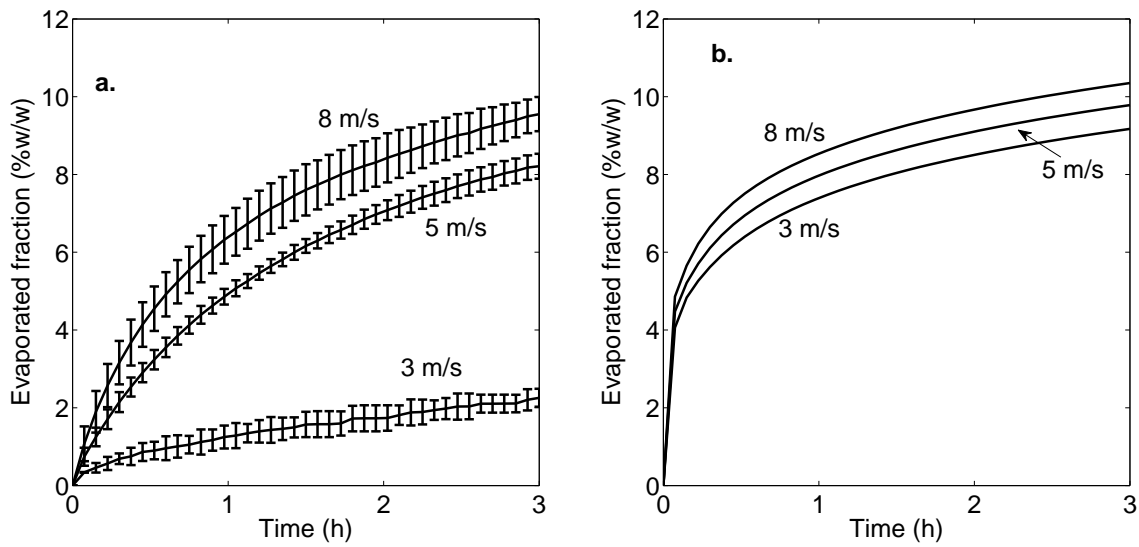 a.
8 m/s
5 m/s
3 m/s
12
10
8
6
4
2
0
0 1 2 3
Time (h)
Evaporated fraction (%w/w)
b.
8 m/s
5 m/s
3 m/s
12
10
8
6
4
2
0
0 1 2 3
Time (h)
Evaporated fraction (%w/w)